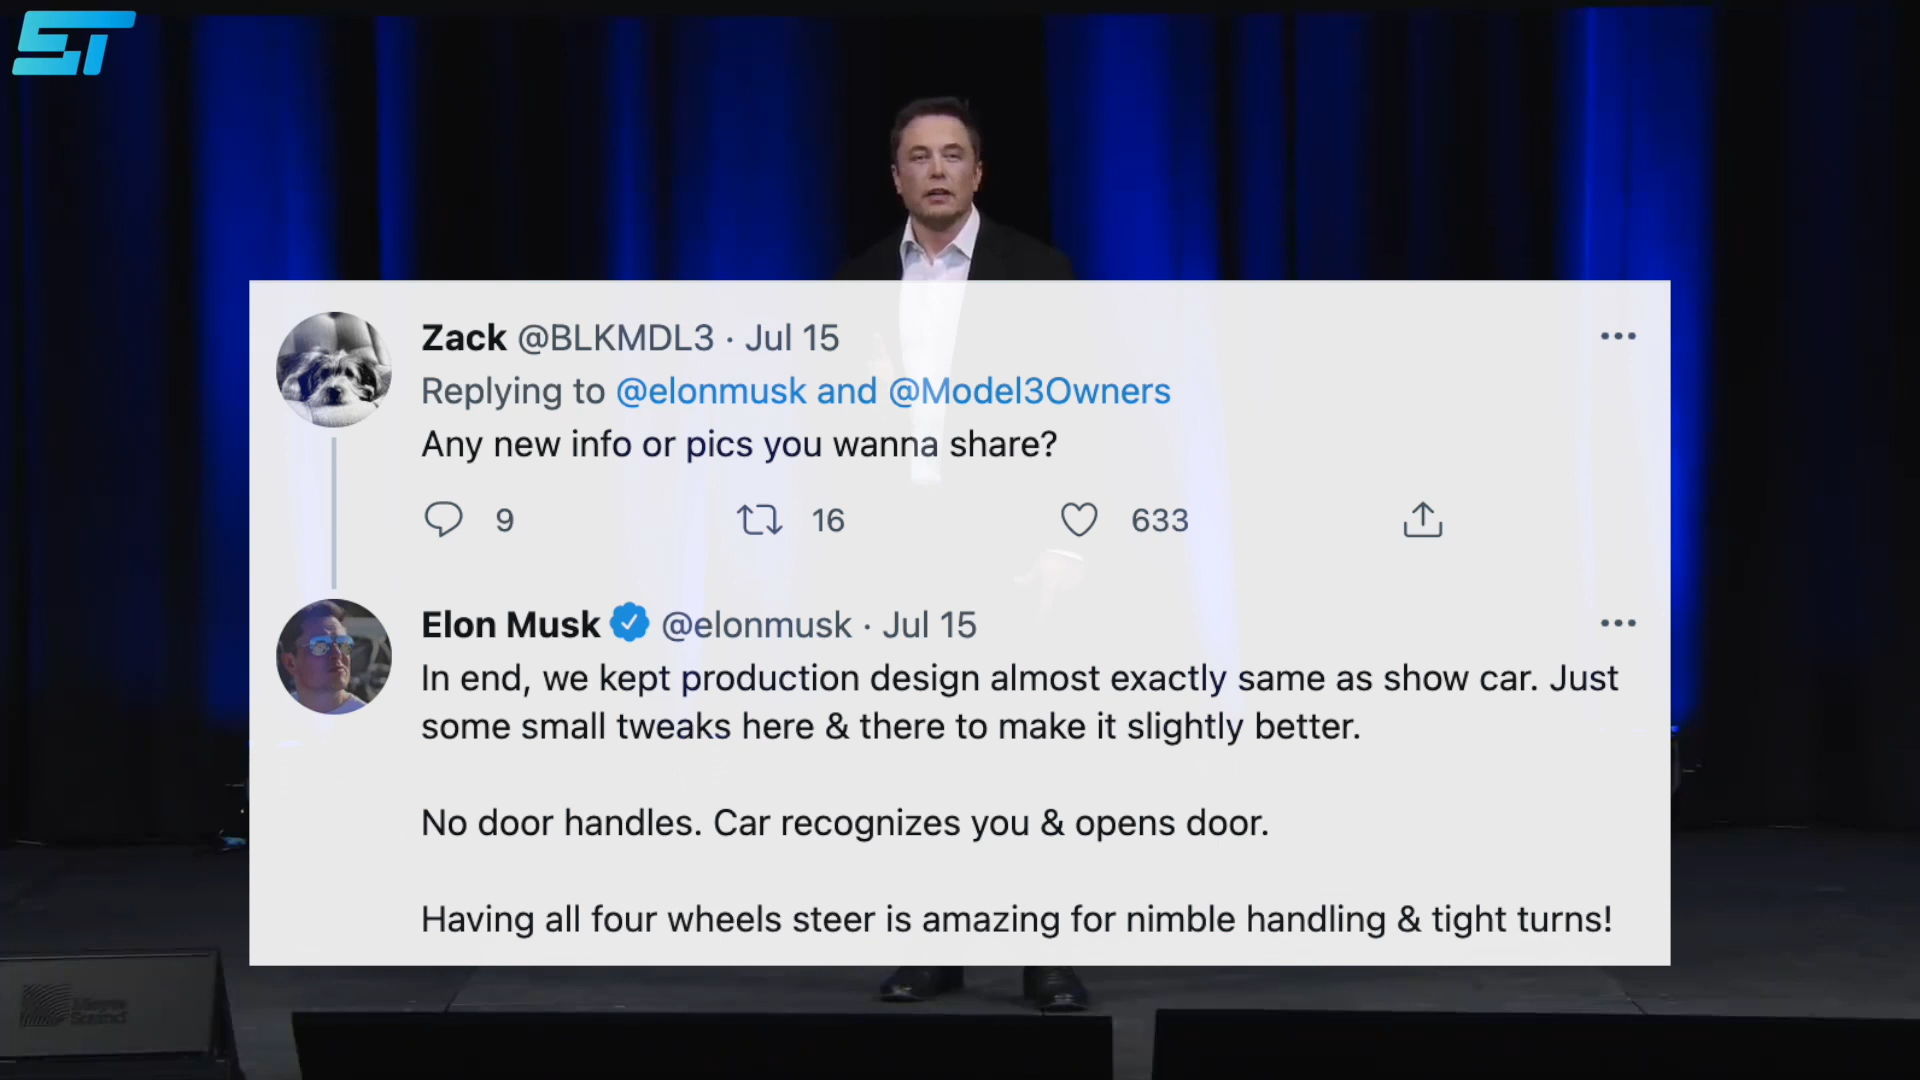 ST
Zack @BLKMDL3 · Jul 15
Replying to @elonmusk and @Model3Owners
Any new info or pics you wanna share?
9 16 633
Elon Musk @elonmusk · Jul 15
In end, we kept production design almost exactly same as show car. Just
some small tweaks here & there to make it slightly better.
No door handles. Car recognizes you & opens door.
Having all four wheels steer is amazing for nimble handling & tight turns!